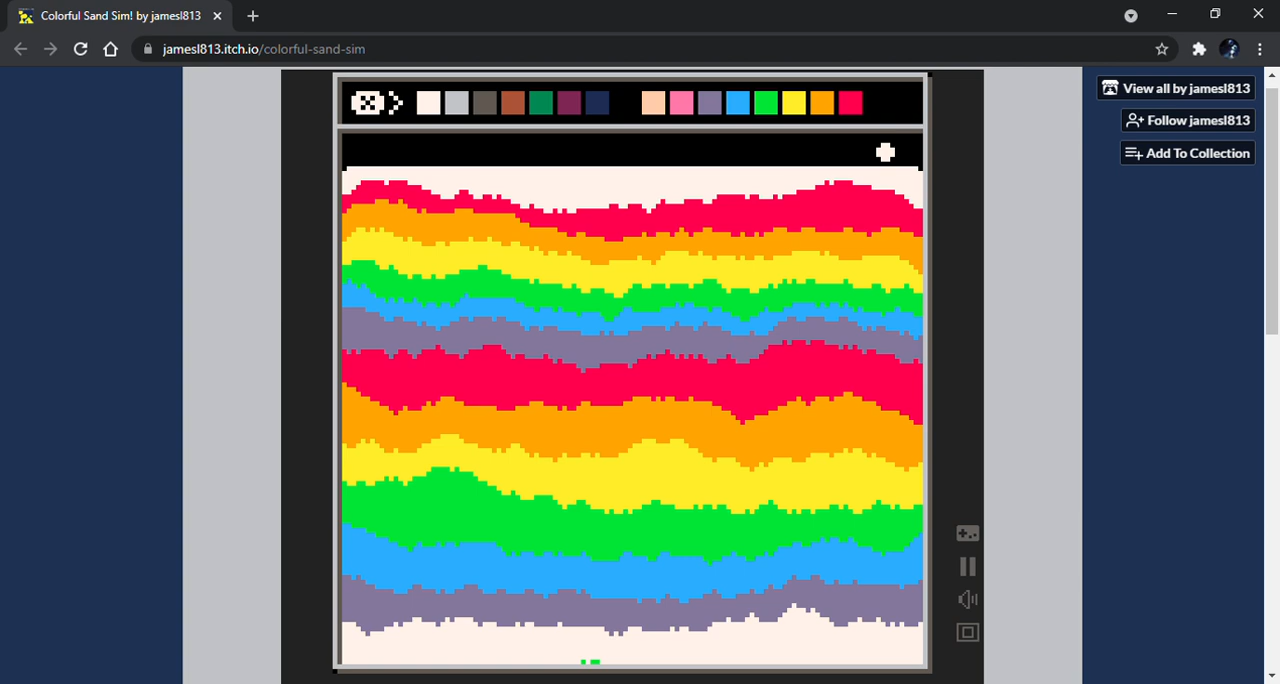 Colorful Sand Sim! by jamesl813
jamesl813.itch.io/colorful-sand-sim
View all by jamesl813
Follow jamesl813
Add To Collection